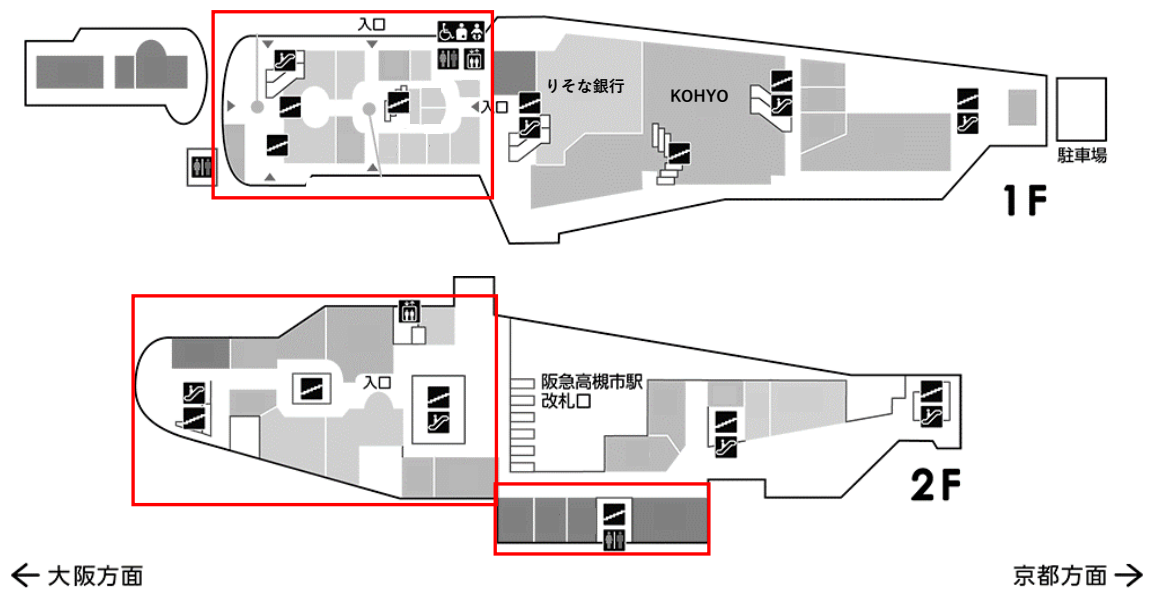 入口
りそな銀行
KOHYO
入口
駐車場
1F
入口
阪急高槻市駅
改札口
2F
← 大阪方面
京都方面 →